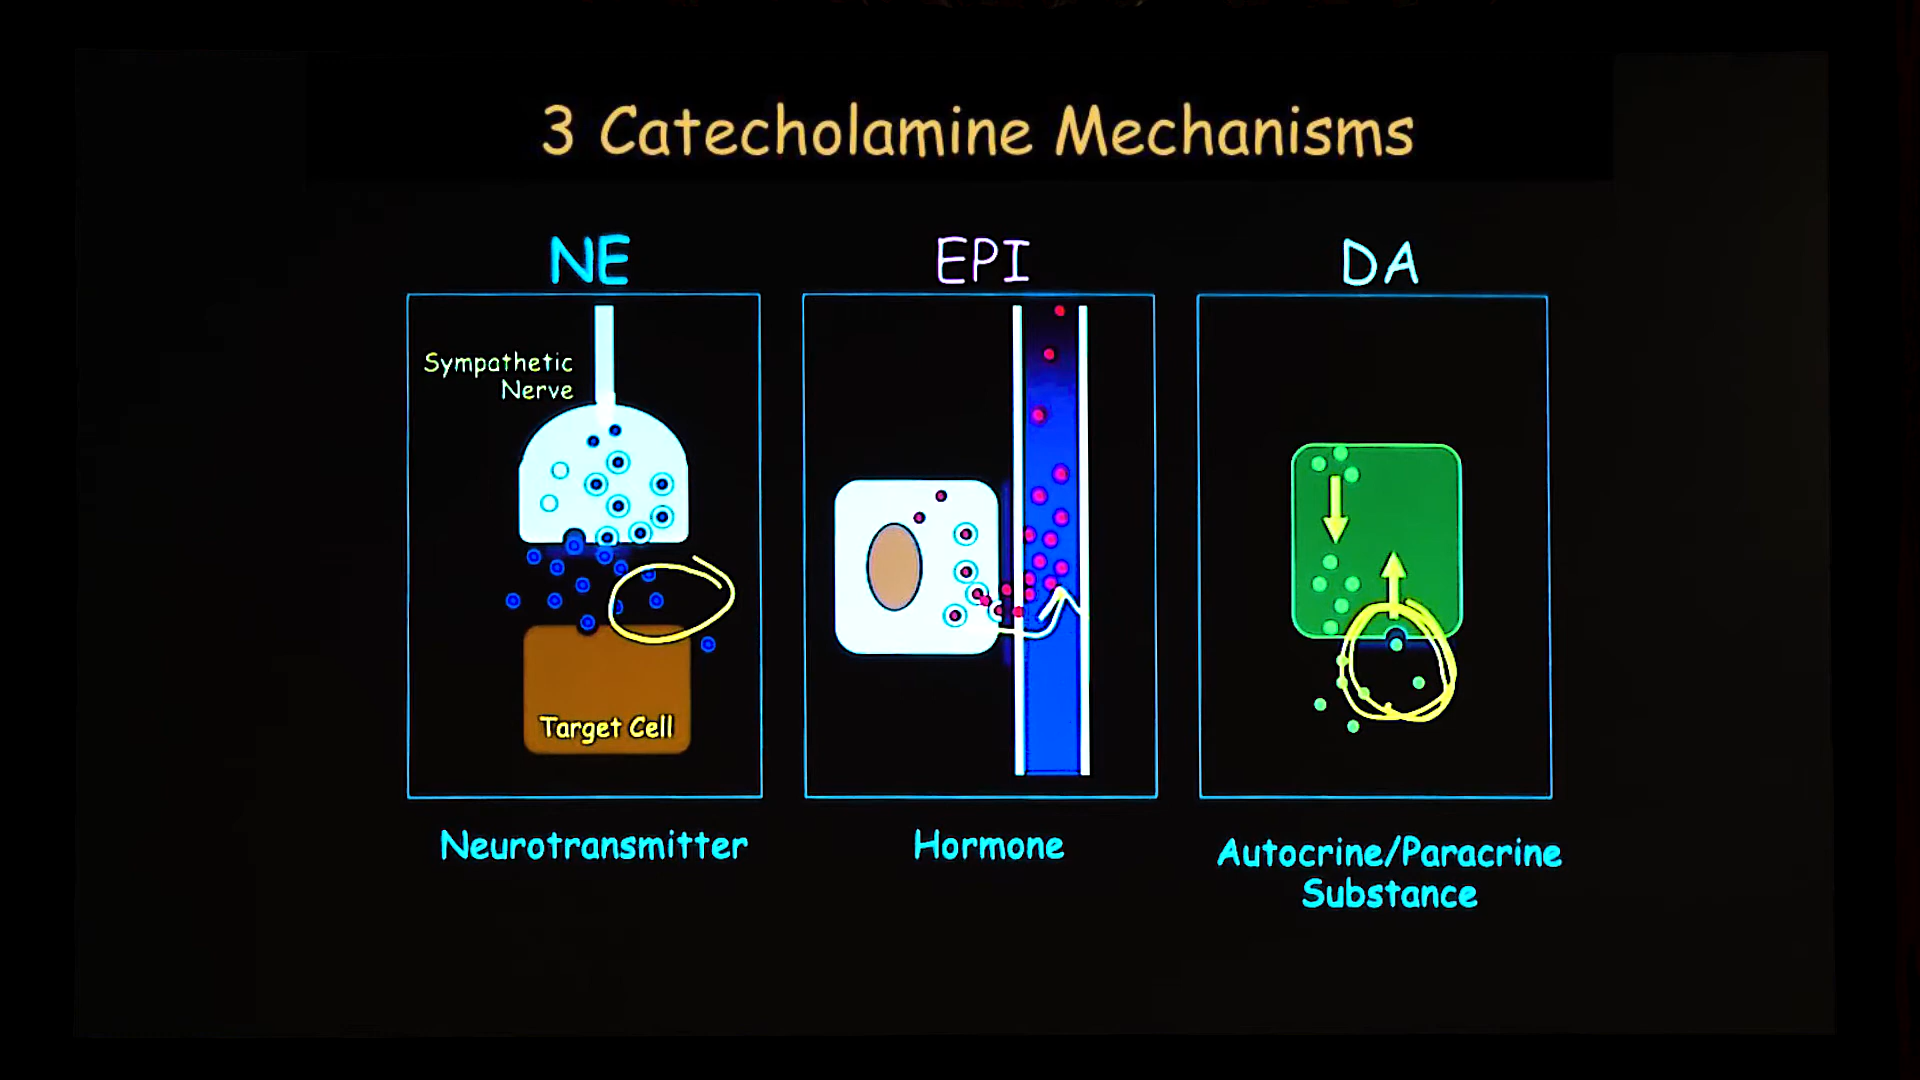 3 Catecholamine Mechanisms
NE
EPI
DA
Sympathetic
Nerve
Target Cell
Neurotransmitter
Hormone
Autocrine/Paracrine
Substance